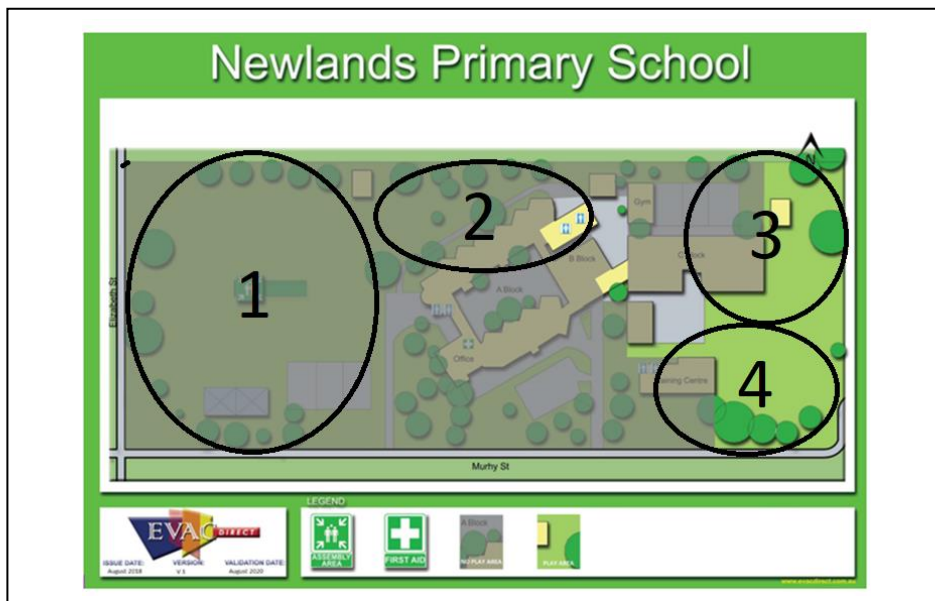 Newlands Primary School
N
2
Gym
3
Elizabeth St
1
B Block
C Block
A Block
Office
4
Murhy St
LEGEND
EVAC DIRECT
ISSUE DATE: VERSION: VALIDATION DATE:
August 2018 V.1 August 2020
ASSEMBLY AREA
FIRST AID
A Block
NO PLAY AREA
PLAY AREA
www.evacdirect.com.au